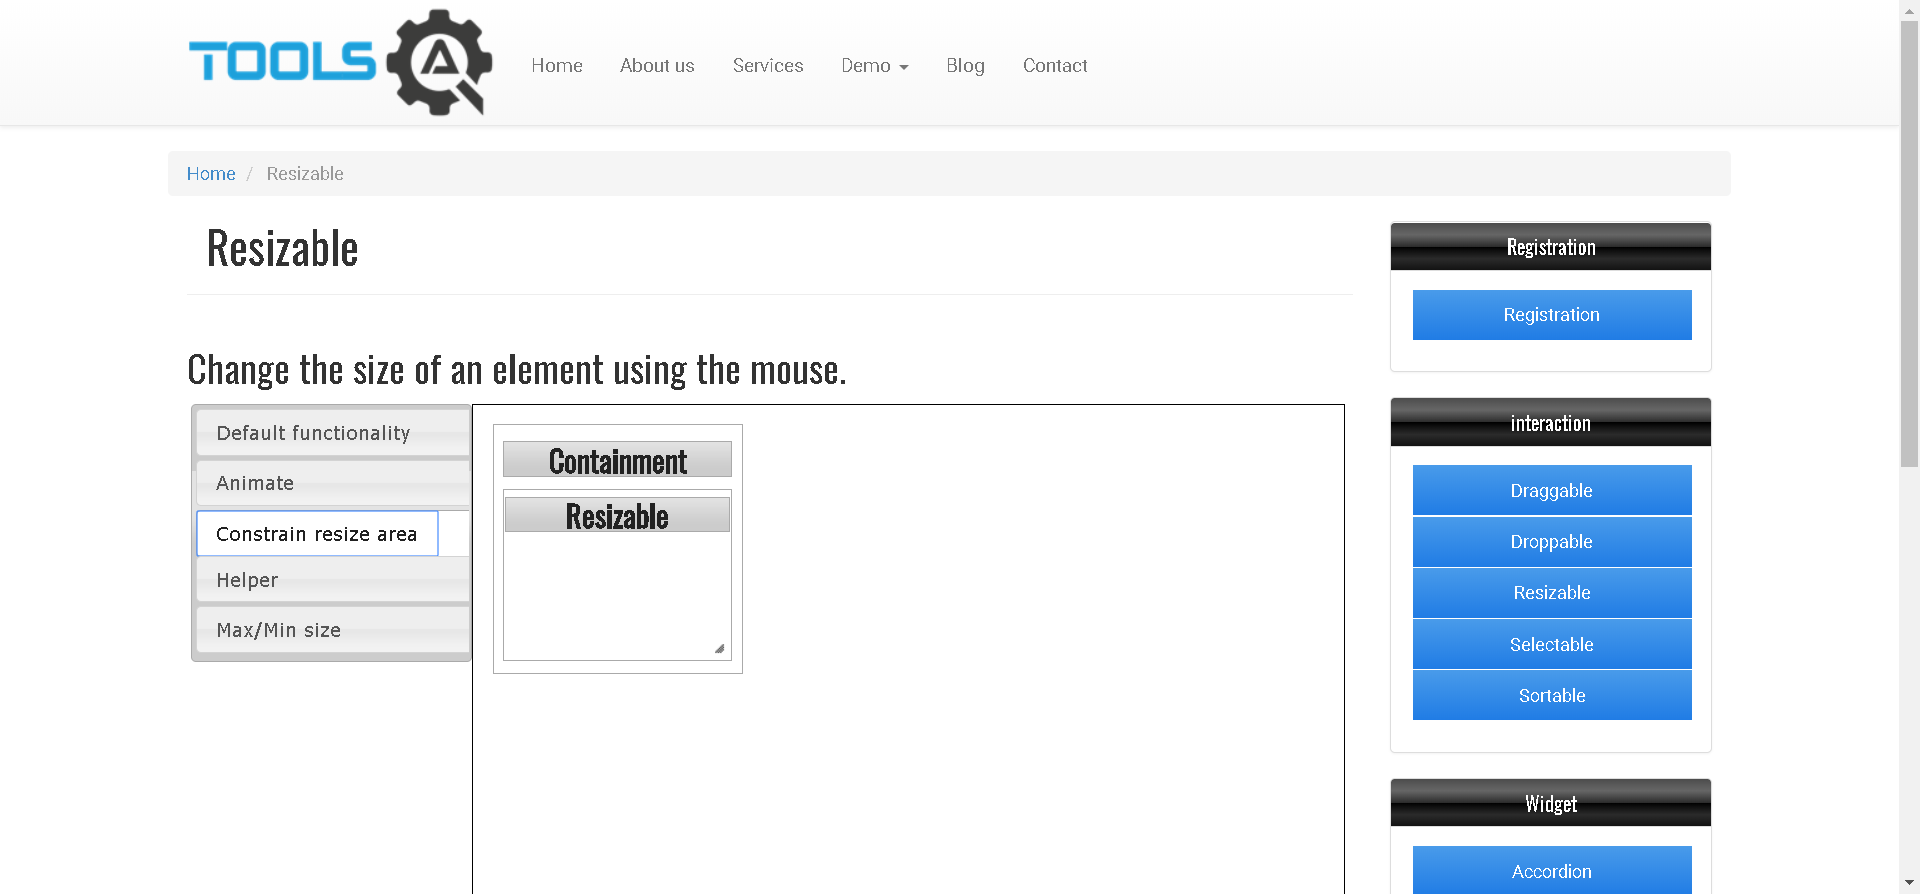 TOOLS QA
Home About us Services Demo Blog Contact
Home / Resizable
Resizable
Change the size of an element using the mouse.
Default functionality
Animate
Constrain resize area
Helper
Max/Min size
Containment
Resizable
Registration
Registration
interaction
Draggable
Droppable
Resizable
Selectable
Sortable
Widget
Accordion